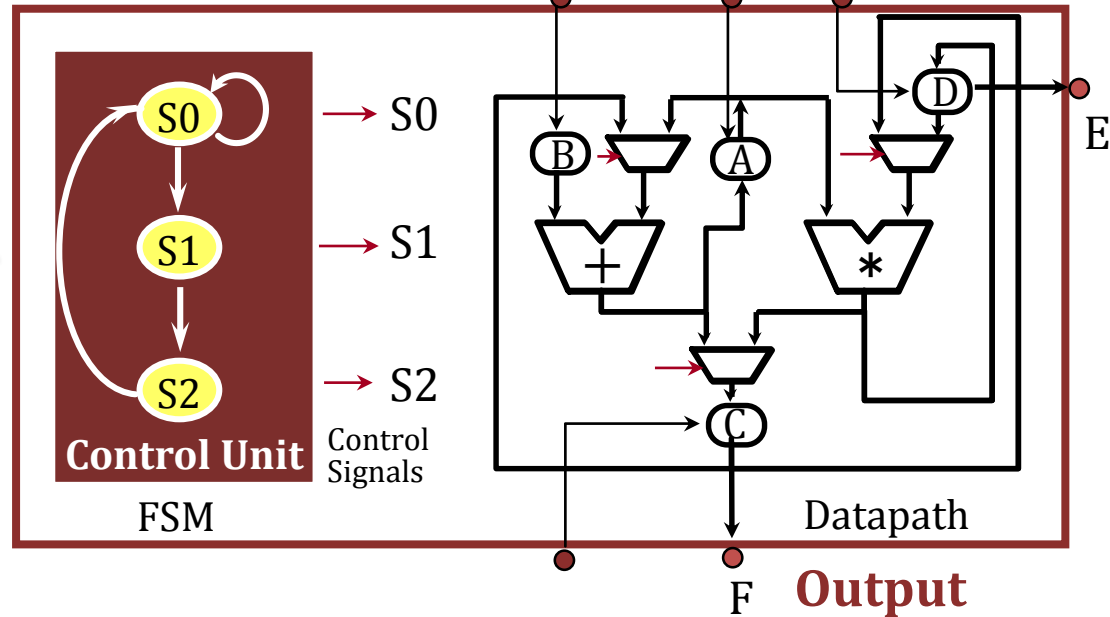 S0
S1
S2
Control Unit
FSM
S0
S1
S2
Control
Signals
B
A
D
+
*
C
E
Datapath
F
Output